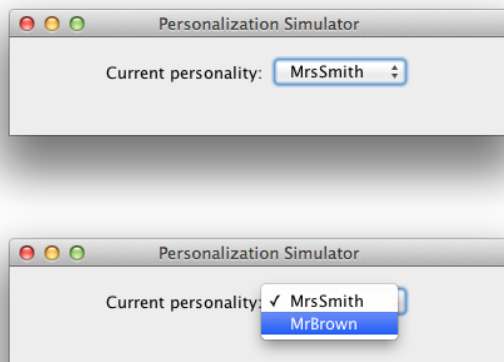 Personalization Simulator
Current personality: MrsSmith
Personalization Simulator
Current personality: ✓ MrsSmith
MrBrown